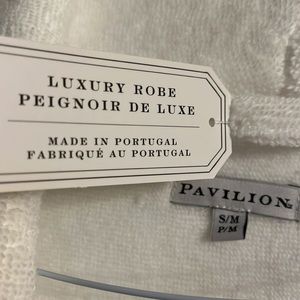 LUXURY ROBE
PEIGNOIR DE LUXE
MADE IN PORTUGAL
FABRIQUÉ AU PORTUGAL
PAVILION
S/M
P/M